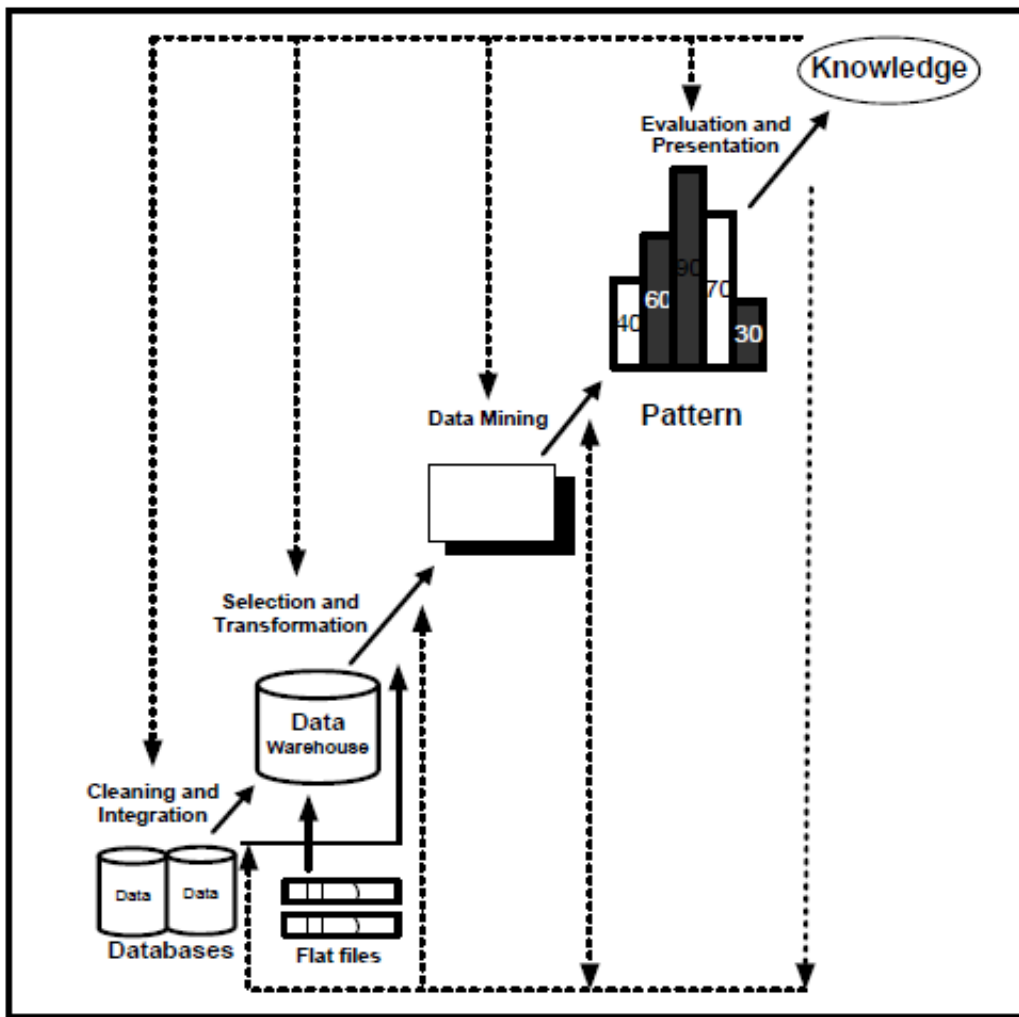 Knowledge
Evaluation and
Presentation
40
60
90
70
30
Pattern
Data Mining
Selection and
Transformation
Data
Warehouse
Cleaning and
Integration
Data
Data
Databases
Flat files